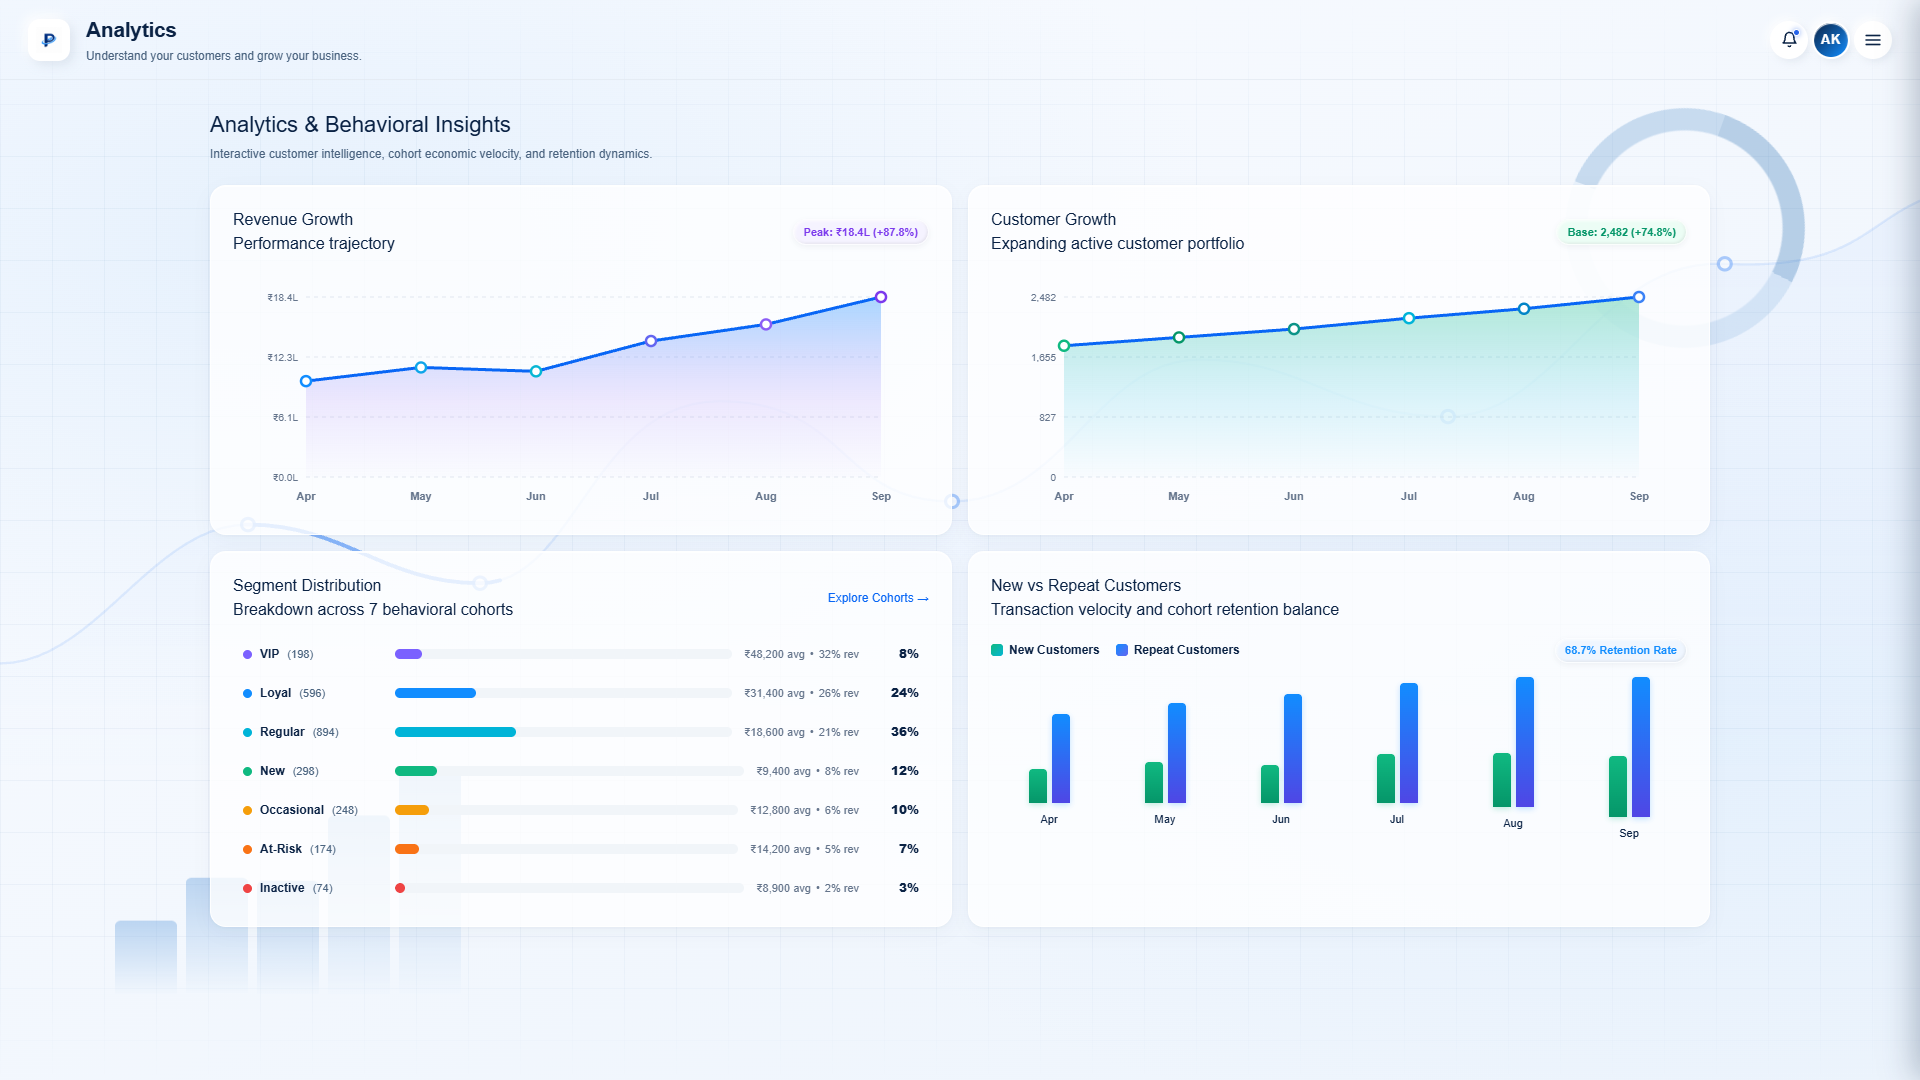 Analytics
Understand your customers and grow your business.
AK
Analytics & Behavioral Insights
Interactive customer intelligence, cohort economic velocity, and retention dynamics.
Revenue Growth
Performance trajectory
Peak: ₹18.4L (+87.8%)
₹18.4L
₹12.3L
₹6.1L
₹0.0L
Apr May Jun Jul Aug Sep
Customer Growth
Expanding active customer portfolio
Base: 2,482 (+74.8%)
2,482
1,655
827
0
Apr May Jun Jul Aug Sep
Segment Distribution
Breakdown across 7 behavioral cohorts
Explore Cohorts →
VIP (198) ₹48,200 avg • 32% rev 8%
Loyal (596) ₹31,400 avg • 26% rev 24%
Regular (894) ₹18,600 avg • 21% rev 36%
New (298) ₹9,400 avg • 8% rev 12%
Occasional (248) ₹12,800 avg • 6% rev 10%
At-Risk (174) ₹14,200 avg • 5% rev 7%
Inactive (74) ₹8,900 avg • 2% rev 3%
New vs Repeat Customers
Transaction velocity and cohort retention balance
New Customers Repeat Customers
68.7% Retention Rate
Apr May Jun Jul Aug Sep